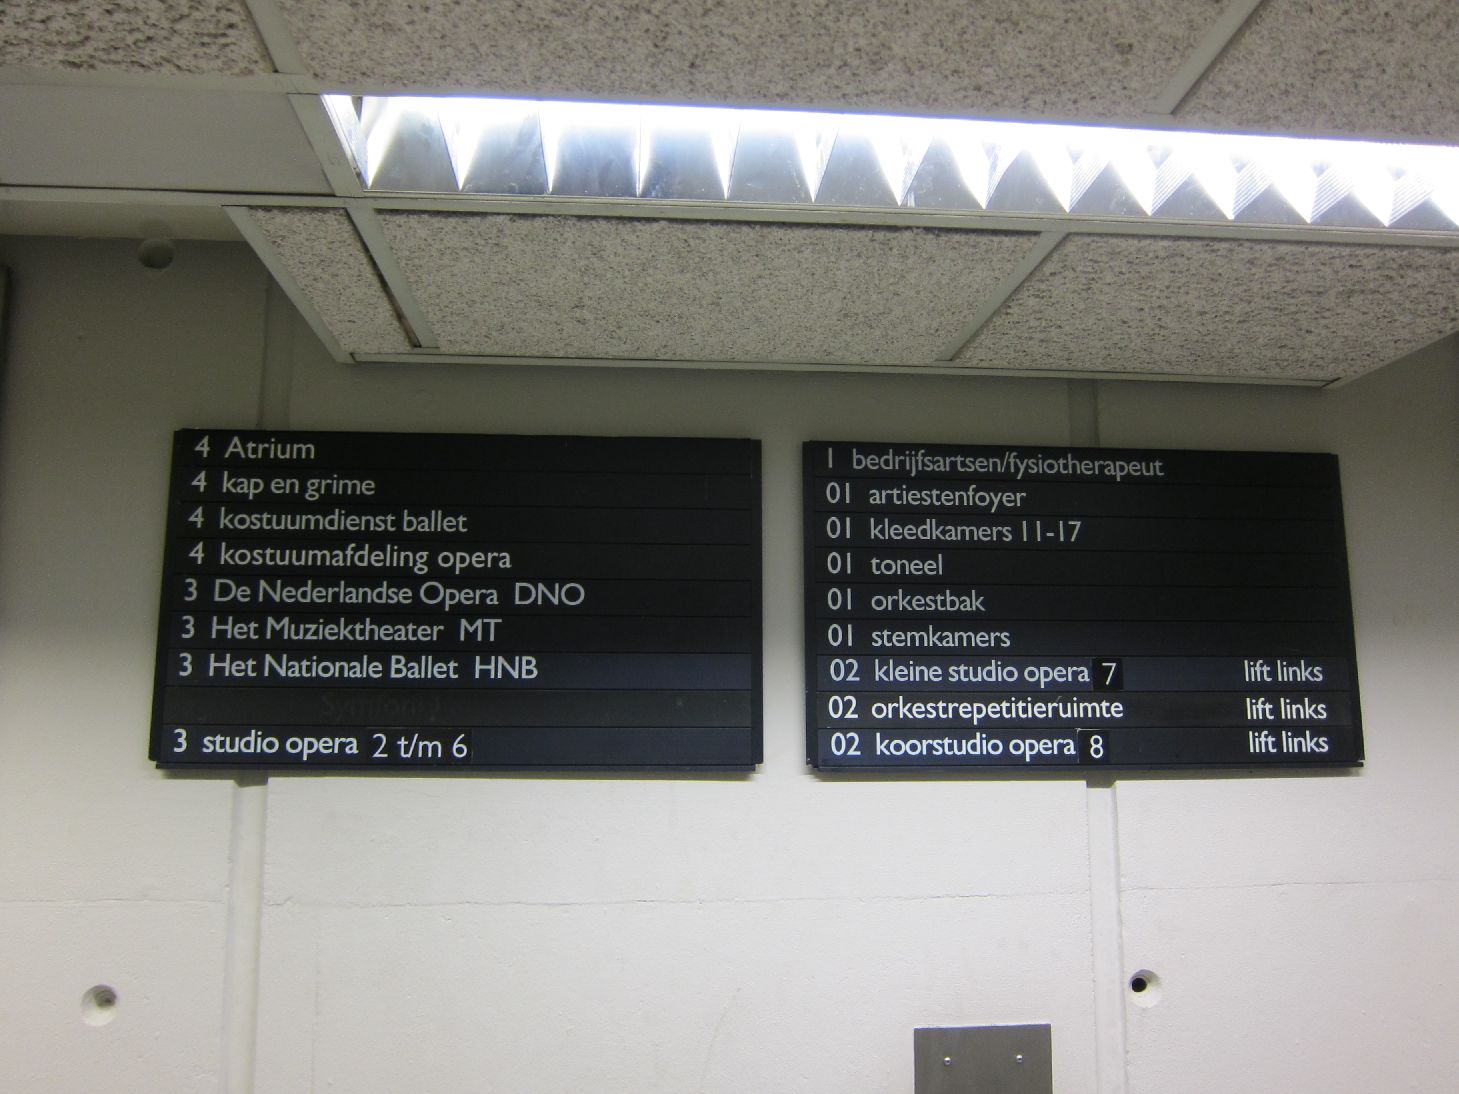 4 Atrium
4 kap en grime
4 kostuumdienst ballet
4 kostuumafdeling opera
3 De Nederlandse Opera DNO
3 Het Muziektheater MT
3 Het Nationale Ballet HNB
3 studio opera 2 t/m 6
1 bedrijfsartsen/fysiotherapeut
01 artiestenfoyer
01 kleedkamers 11-17
01 toneel
01 orkestbak
01 stemkamers
02 kleine studio opera 7 lift links
02 orkestrepetitieruimte lift links
02 koorstudio opera 8 lift links